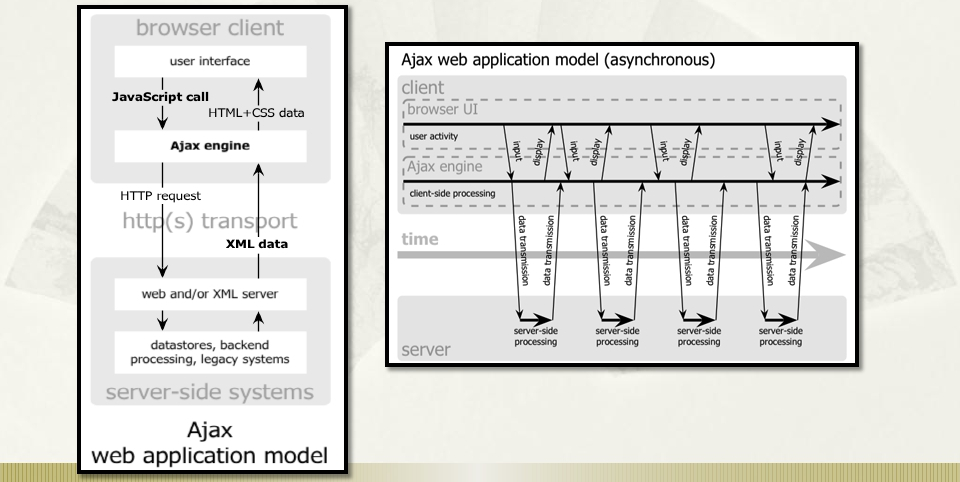 browser client
user interface
JavaScript call
HTML+CSS data
Ajax engine
HTTP request
http(s) transport
XML data
web and/or XML server
datastores, backend
processing, legacy systems
server-side systems
Ajax
web application model
Ajax web application model (asynchronous)
client
browser UI
user activity
input
display
input
display
input
display
input
display
Ajax engine
client-side processing
data transmission
data transmission
data transmission
data transmission
data transmission
data transmission
data transmission
data transmission
time
server-side
processing
server-side
processing
server-side
processing
server-side
processing
server